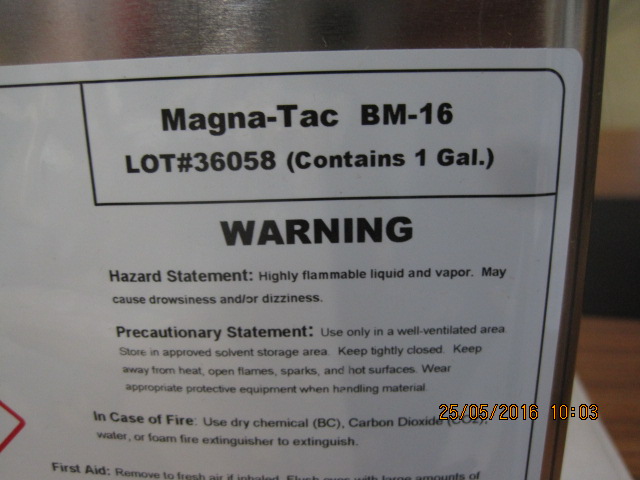 Magna-Tac BM-16
LOT#36058 (Contains 1 Gal.)
WARNING
Hazard Statement: Highly flammable liquid and vapor. May
cause drowsiness and/or dizziness.
Precautionary Statement: Use only in a well-ventilated area
Store in approved solvent storage area. Keep tightly closed. Keep
away from heat, open flames, sparks, and hot surfaces. Wear
appropriate protective equipment when handling material.
In Case of Fire: Use dry chemical (BC), Carbon Dioxide (CO2),
water, or foam fire extinguisher to extinguish.
First Aid: Remove to fresh air if inhaled. Flush eyes with large amounts of
25/05/2016 10:03